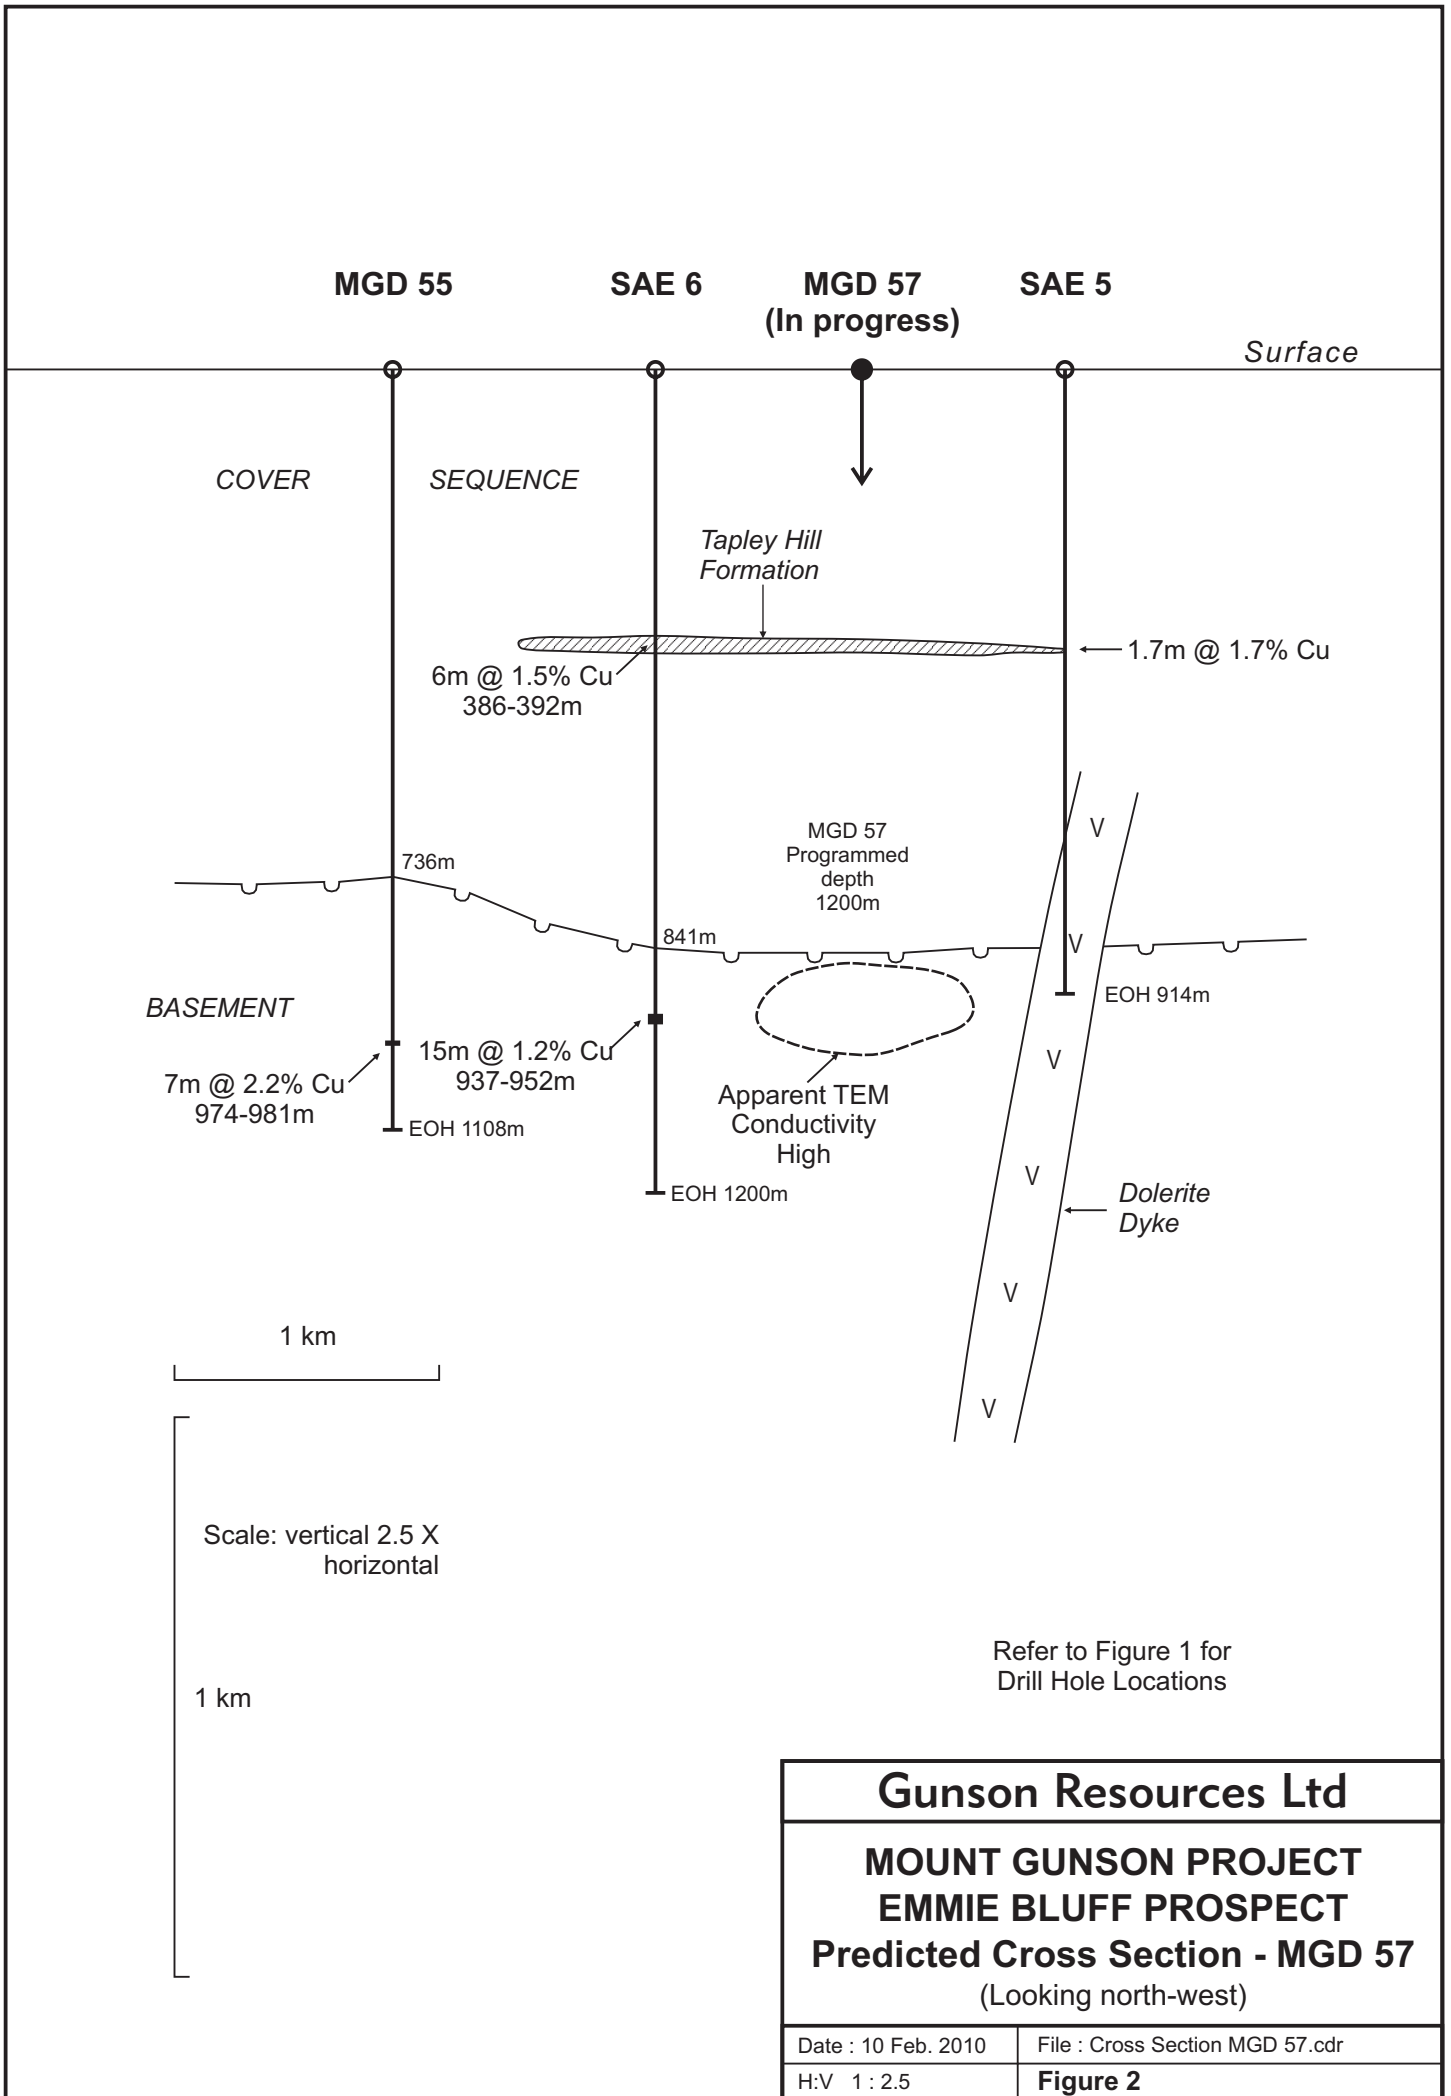 MGD 55
SAE 6
MGD 57
(In progress)
SAE 5
Surface
COVER
SEQUENCE
Tapley Hill
Formation
6m @ 1.5% Cu
386-392m
1.7m @ 1.7% Cu
736m
MGD 57
Programmed
depth
1200m
V
841m
V
BASEMENT
EOH 914m
7m @ 2.2% Cu
974-981m
15m @ 1.2% Cu
937-952m
V
Apparent TEM
Conductivity
High
EOH 1108m
EOH 1200m
V
Dolerite
Dyke
V
1 km
V
Scale: vertical 2.5 X
horizontal
1 km
Refer to Figure 1 for
Drill Hole Locations
Gunson Resources Ltd
MOUNT GUNSON PROJECT
EMMIE BLUFF PROSPECT
Predicted Cross Section - MGD 57
(Looking north-west)
Date : 10 Feb. 2010
File : Cross Section MGD 57.cdr
H:V 1 : 2.5
Figure 2